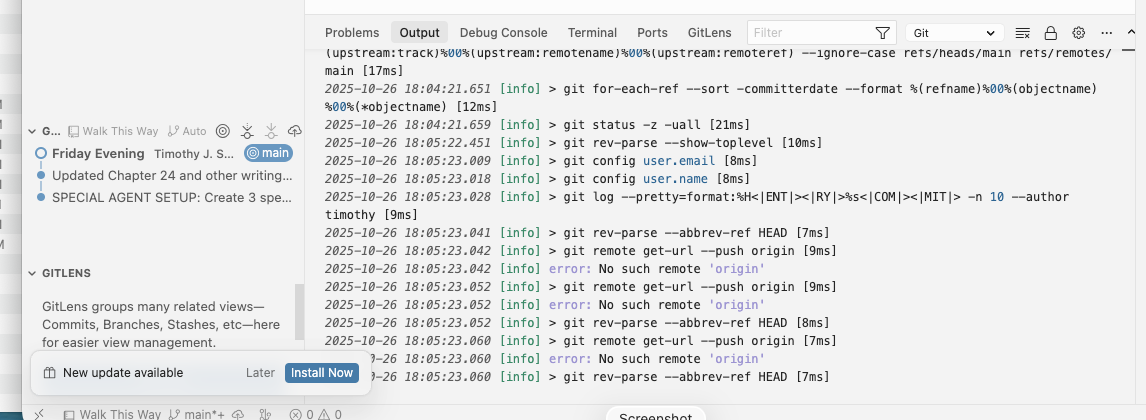 Problems Output Debug Console Terminal Ports GitLens Filter Git
(upstream:track)%00%(upstream:remotename)%00%(upstream:remoteref) --ignore-case refs/heads/main refs/remotes/
main [17ms]
2025-10-26 18:04:21.651 [info] > git for-each-ref --sort -committerdate --format %(refname)%00%(objectname)
%00%(*objectname) [12ms]
2025-10-26 18:04:21.659 [info] > git status -z -uall [21ms]
2025-10-26 18:05:22.451 [info] > git rev-parse --show-toplevel [10ms]
2025-10-26 18:05:23.009 [info] > git config user.email [8ms]
2025-10-26 18:05:23.018 [info] > git config user.name [8ms]
2025-10-26 18:05:23.028 [info] > git log --pretty=format:%H<|ENT|><|RY|>%s<|COM|><|MIT|> -n 10 --author
timothy [9ms]
2025-10-26 18:05:23.041 [info] > git rev-parse --abbrev-ref HEAD [7ms]
2025-10-26 18:05:23.042 [info] > git remote get-url --push origin [9ms]
2025-10-26 18:05:23.042 [info] error: No such remote 'origin'
2025-10-26 18:05:23.052 [info] > git remote get-url --push origin [9ms]
2025-10-26 18:05:23.052 [info] error: No such remote 'origin'
2025-10-26 18:05:23.052 [info] > git rev-parse --abbrev-ref HEAD [8ms]
2025-10-26 18:05:23.060 [info] > git remote get-url --push origin [7ms]
0-26 18:05:23.060 [info] error: No such remote 'origin'
0-26 18:05:23.060 [info] > git rev-parse --abbrev-ref HEAD [7ms]
G... Walk This Way Auto
Friday Evening Timothy J. S... main
Updated Chapter 24 and other writing...
SPECIAL AGENT SETUP: Create 3 spe...
GITLENS
GitLens groups many related views—
Commits, Branches, Stashes, etc—here
for easier view management.
New update available Later Install Now
Walk This Way main*+ 0 0
Screenshot